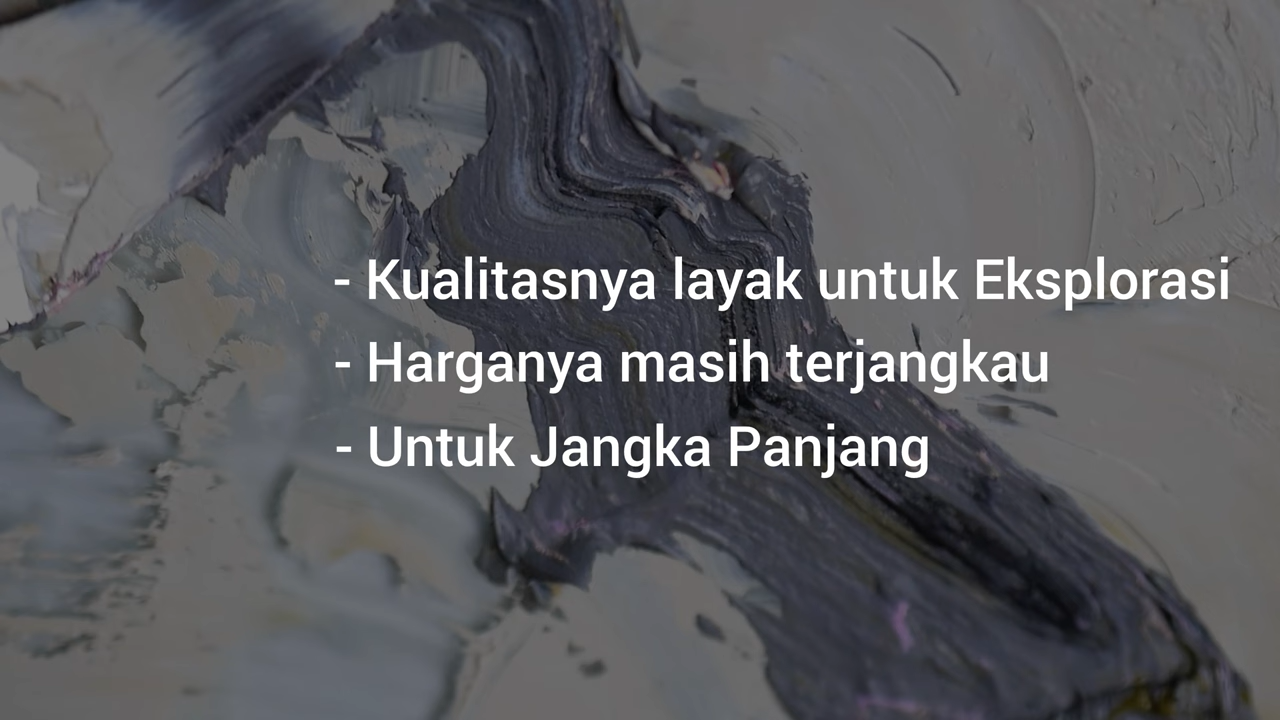 - Kualitasnya layak untuk Eksplorasi
- Harganya masih terjangkau
- Untuk Jangka Panjang